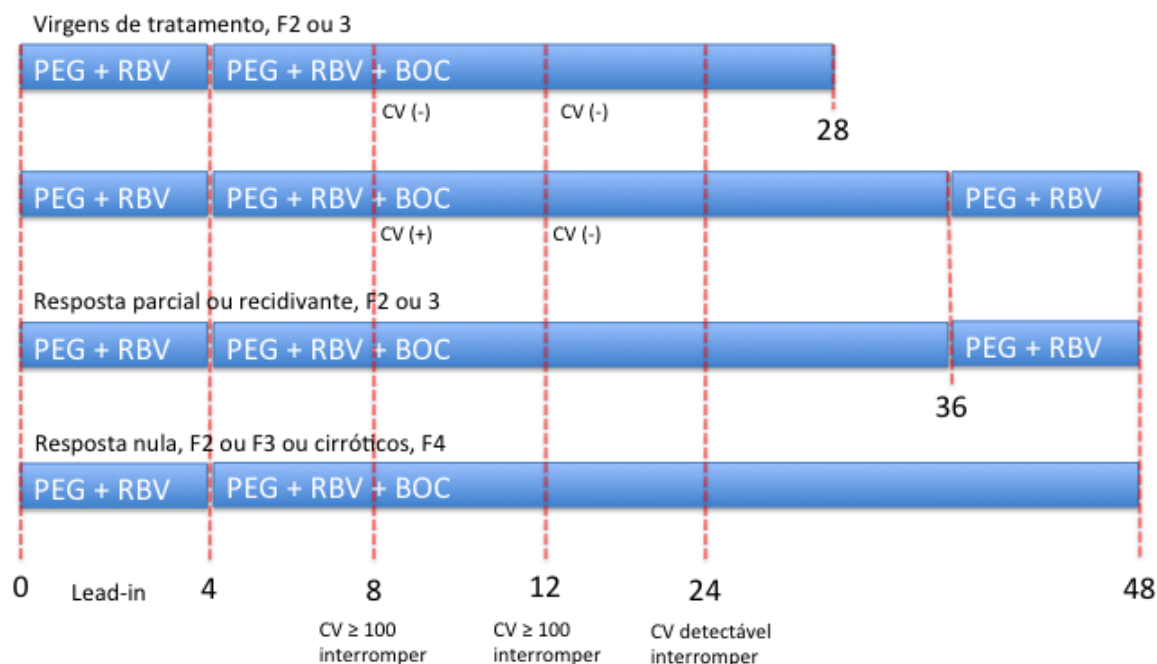 Virgens de tratamento, F2 ou 3
PEG + RBV PEG + RBV + BOC
CV (-) CV (-)
28
PEG + RBV PEG + RBV + BOC PEG + RBV
CV (+) CV (-)
Resposta parcial ou recidivante, F2 ou 3
PEG + RBV PEG + RBV + BOC PEG + RBV
36
Resposta nula, F2 ou F3 ou cirróticos, F4
PEG + RBV PEG + RBV + BOC
0 Lead-in 4 8 12 24 48
CV ≥ 100 CV ≥ 100 CV detectável
interromper interromper interromper